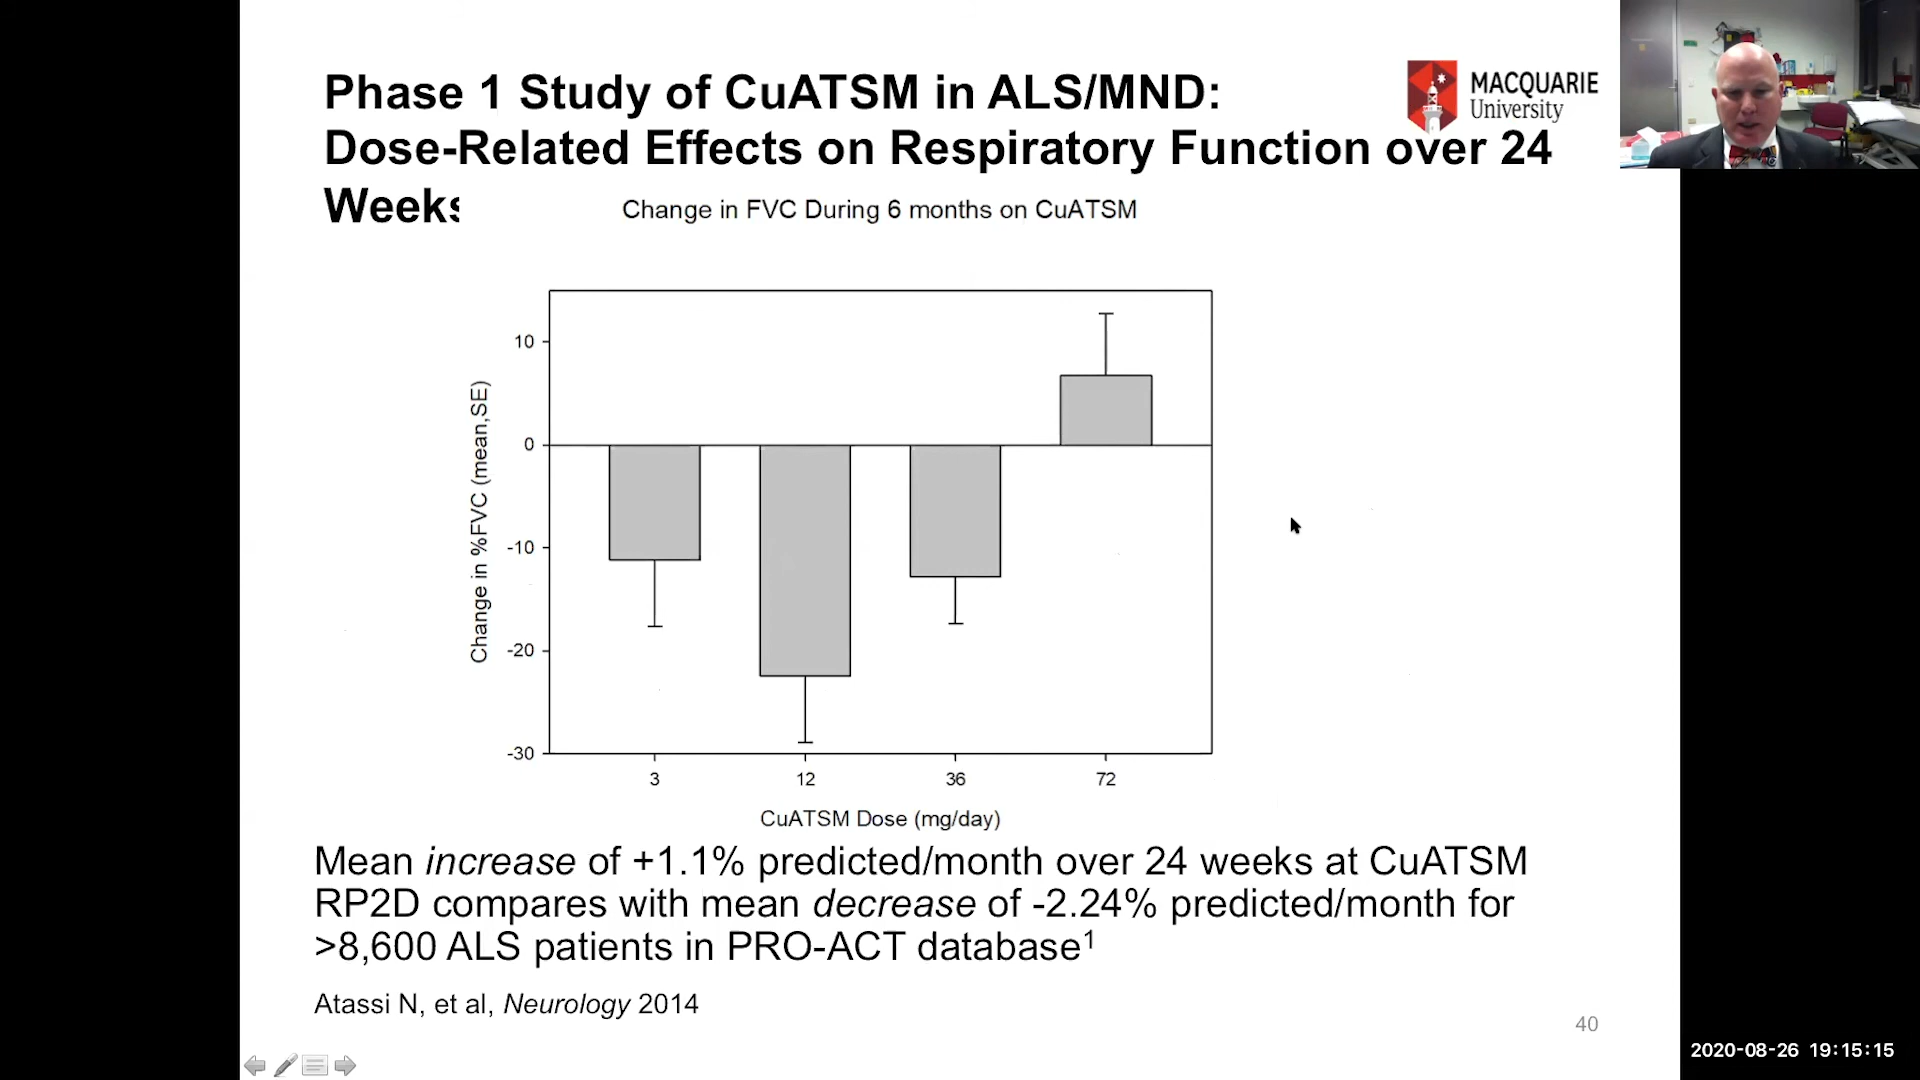 Phase 1 Study of CuATSM in ALS/MND:
Dose-Related Effects on Respiratory Function over 24
Weeks
MACQUARIE
University
Change in FVC During 6 months on CuATSM
Change in %FVC (mean,SE)
10
0
-10
-20
-30
3 12 36 72
CuATSM Dose (mg/day)
Mean increase of +1.1% predicted/month over 24 weeks at CuATSM
RP2D compares with mean decrease of -2.24% predicted/month for
>8,600 ALS patients in PRO-ACT database¹
Atassi N, et al, Neurology 2014
40
2020-08-26 19:15:15